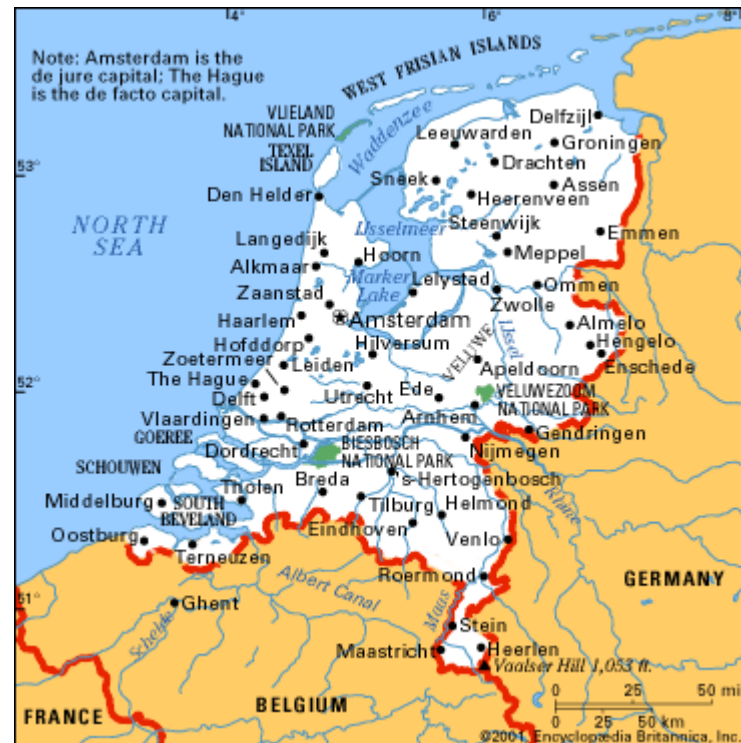 4°
16°
8°
Note: Amsterdam is the
de jure capital; The Hague
is the de facto capital.
WEST FRISIAN ISLANDS
VLIELAND
NATIONAL PARK
TEXEL
ISLAND
Waddenzee
Delfzijl
Leeuwarden
Groningen
Drachten
53°
Sneek
Assen
Den Helder
Heerenveen
NORTH
SEA
IJsselmeer
Steenwijk
Emmen
Langedijk
Hoorn
Meppel
Alkmaar
Marker
Lake
Lelystad
Ommen
Zaanstad
Zwolle
Haarlem
Amsterdam
Almelo
Hofddorp
Hilversum
VELUWE
IJssel
Hengelo
Zoetermeer
Leiden
Apeldoorn
Enschede
The Hague
52°
Utrecht
Ede
VELUWEZOOM
NATIONAL PARK
Delft
Vlaardingen
Rotterdam
Arnhem
Gendringen
GOEREE
Dordrecht
BIESBOSCH
NATIONAL PARK
Nijmegen
SCHOUWEN
's-Hertogenbosch
Middelburg
Tholen
Breda
Tilburg
Helmond
Rhine
SOUTH
BEVELAND
Oostburg
Eindhoven
Venlo
Terneuzen
Roermond
Albert Canal
GERMANY
51°
Ghent
Maas
Schelde
Stein
Maastricht
Heerlen
Vaalser Hill 1,053 ft.
BELGIUM
FRANCE
0 25 50 mi
0 25 50 km
©2001 Encyclopædia Britannica, Inc.